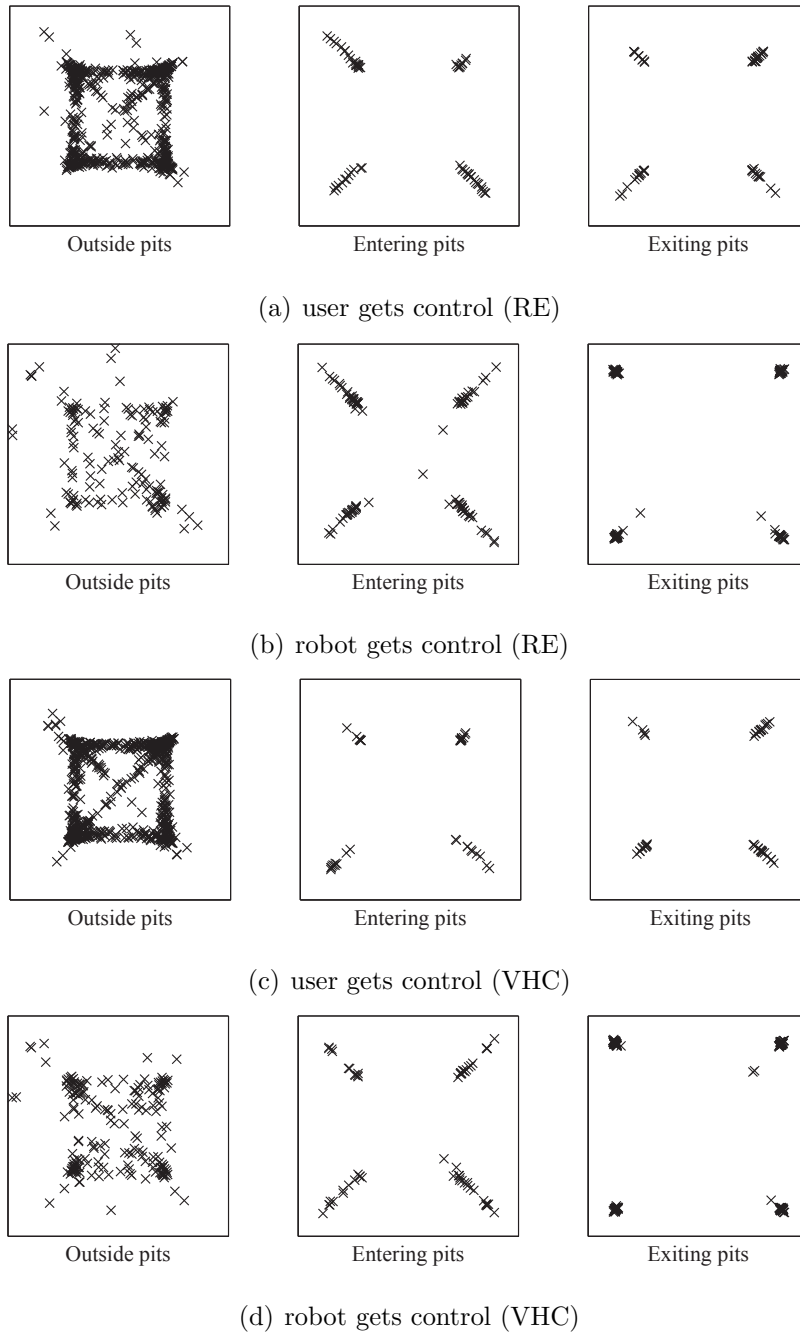 Outside pits Entering pits Exiting pits
(a) user gets control (RE)
Outside pits Entering pits Exiting pits
(b) robot gets control (RE)
Outside pits Entering pits Exiting pits
(c) user gets control (VHC)
Outside pits Entering pits Exiting pits
(d) robot gets control (VHC)